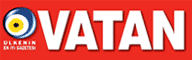 ÜLKENİN
EN İYİ GAZETESİ
VATAN